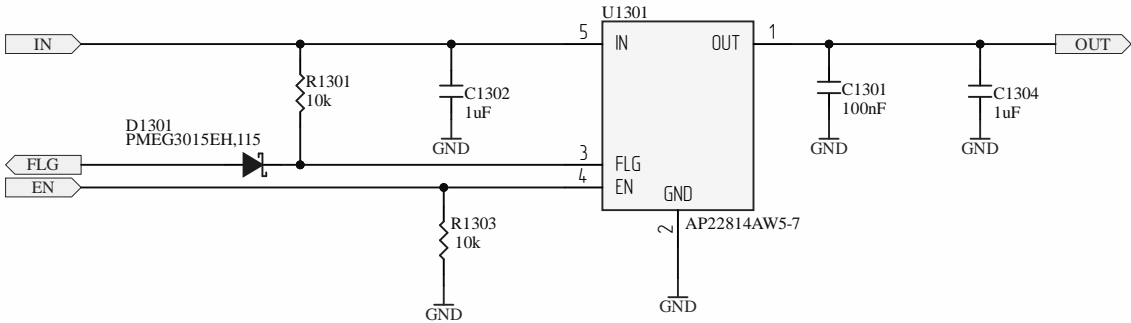 U1301
IN
5
IN
OUT
1
OUT
R1301
10k
C1302
1uF
GND
C1301
100nF
GND
C1304
1uF
GND
D1301
PMEG3015EH,115
FLG
3
FLG
EN
4
EN
GND
R1303
10k
GND
2
AP22814AW5-7
GND